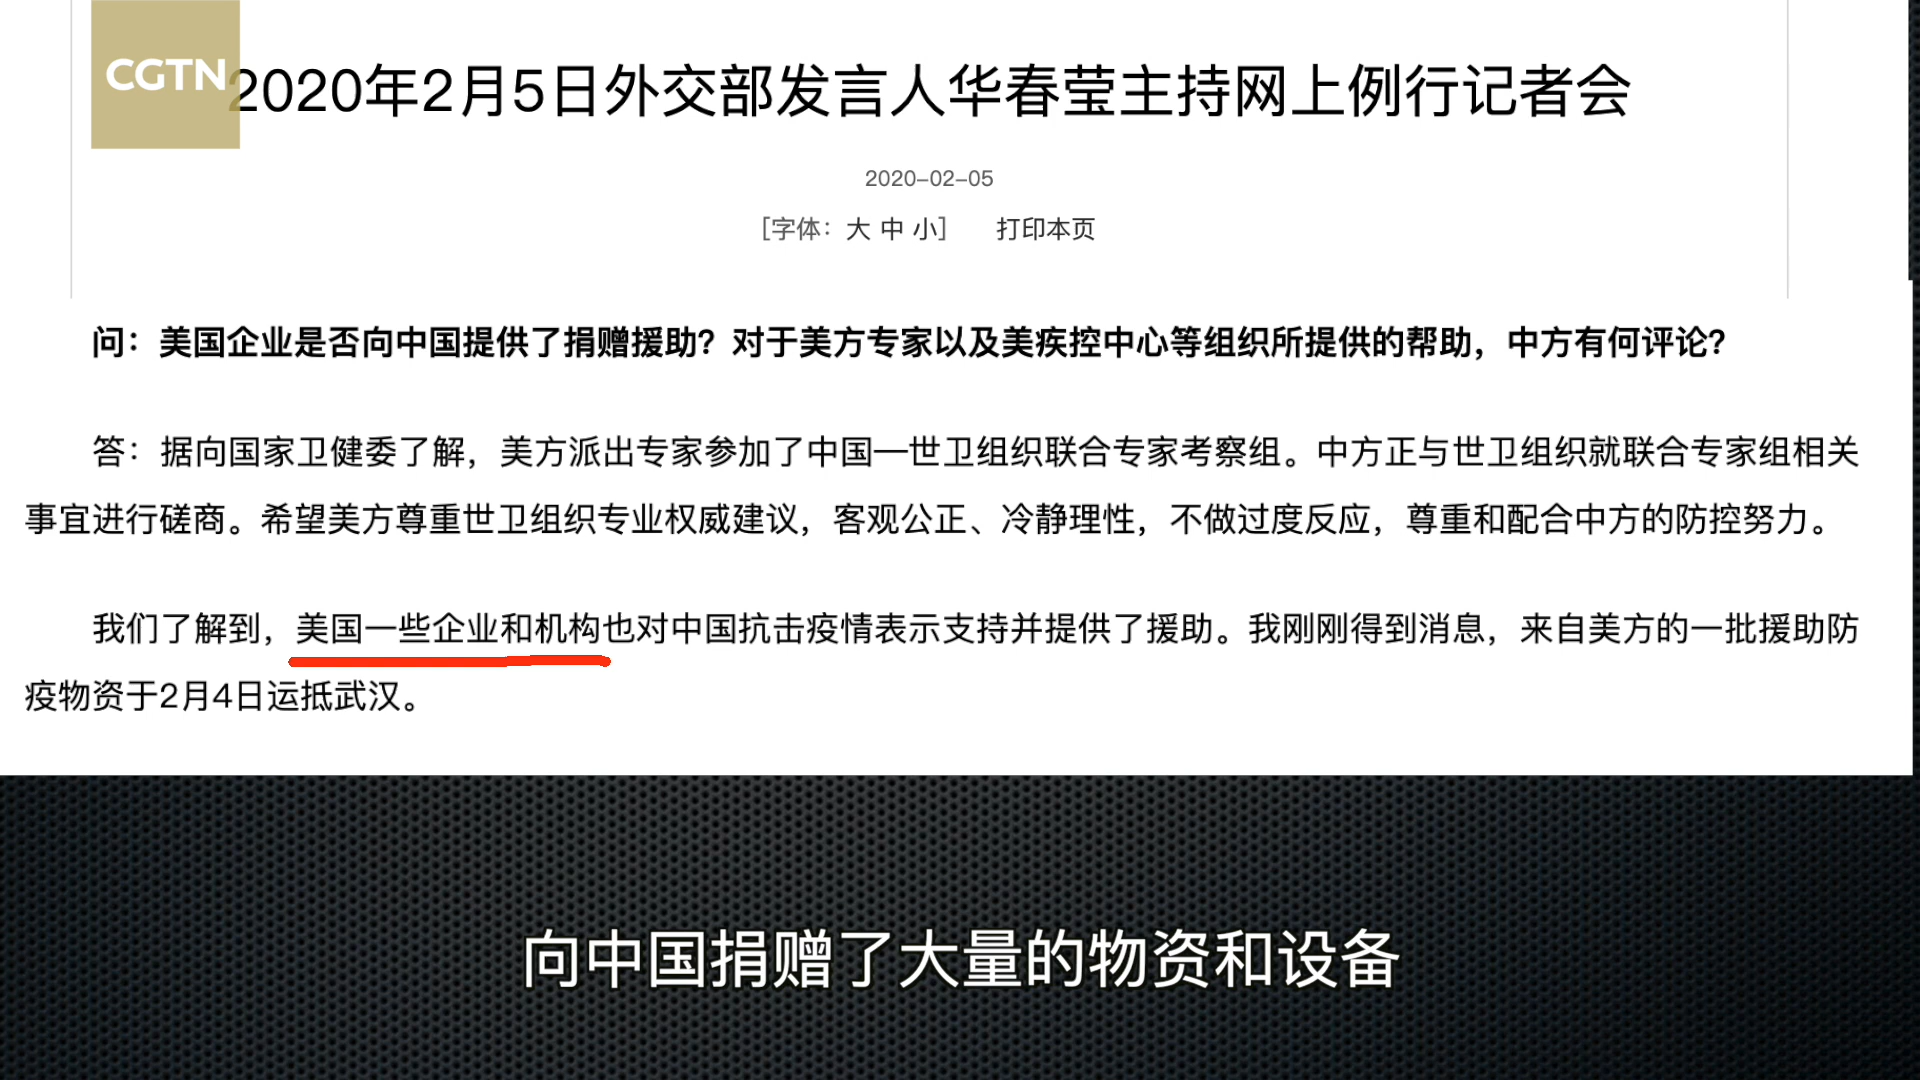 CGTN
2020年2月5日外交部发言人华春莹主持网上例行记者会
2020-02-05
[字体：大 中 小] 打印本页
问：美国企业是否向中国提供了捐赠援助？对于美方专家以及美疾控中心等组织所提供的帮助，中方有何评论？
答：据向国家卫健委了解，美方派出专家参加了中国—世卫组织联合专家考察组。中方正与世卫组织就联合专家组相关
事宜进行磋商。希望美方尊重世卫组织专业权威建议，客观公正、冷静理性，不做过度反应，尊重和配合中方的防控努力。
我们了解到，美国一些企业和机构也对中国抗击疫情表示支持并提供了援助。我刚刚得到消息，来自美方的一批援助防
疫物资于2月4日运抵武汉。
向中国捐赠了大量的物资和设备